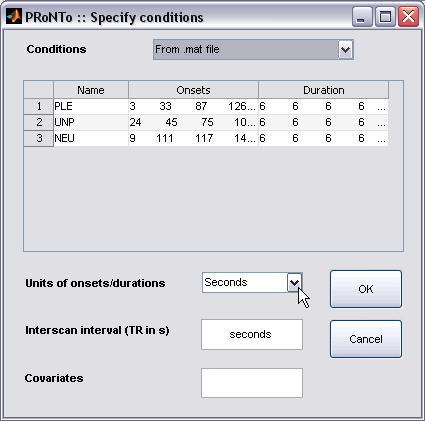 PRoNTo :: Specify conditions
Conditions From .mat file
Name Onsets Duration
1 PLE 3 33 87 126... 6 6 6 6 ...
2 UNP 24 45 75 10... 6 6 6 6 ...
3 NEU 9 111 117 14... 6 6 6 6 ...
Units of onsets/durations Seconds OK
Interscan interval (TR in s) seconds Cancel
Covariates